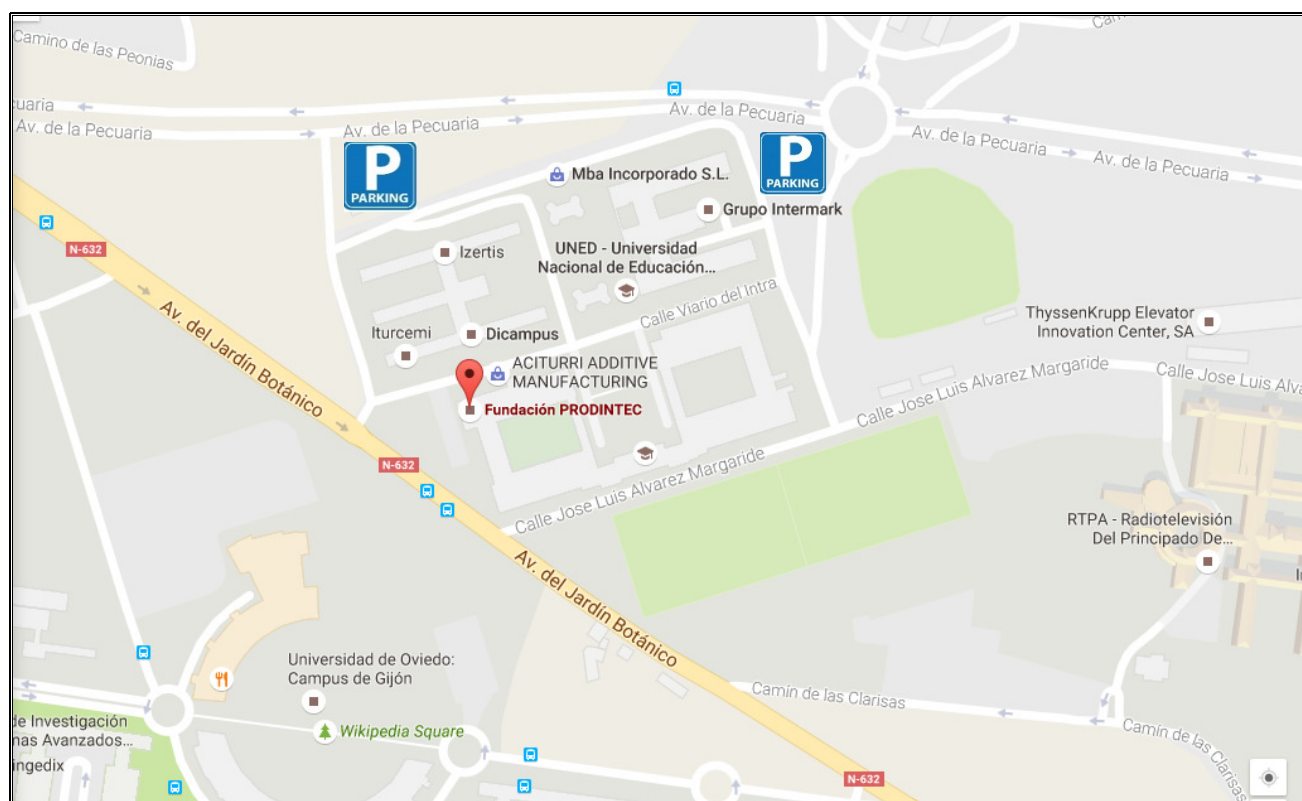 Camino de las Peonias
Av. de la Pecuaria
Av. de la Pecuaria
Av. de la Pecuaria
Av. de la Pecuaria
Av. de la Pecuaria
P
PARKING
P
PARKING
Mba Incorporado S.L.
Grupo Intermark
N-632
Izertis
UNED - Universidad
Nacional de Educación...
Calle Viario del Intra
ThyssenKrupp Elevator
Innovation Center, SA
Av. del Jardín Botánico
Iturcemi
Dicampus
ACITURRI ADDITIVE
MANUFACTURING
Fundación PRODINTEC
Calle Jose Luis Alvarez Margaride
Calle Jose Luis Alva
N-632
Calle Jose Luis Alvarez Margaride
RTPA - Radiotelevisión
Del Principado De...
Av. del Jardín Botánico
Universidad de Oviedo:
Campus de Gijón
Wikipedia Square
Camín de las Clarisas
Camín de las Clarisas
de Investigación
nas Avanzados...
ingedix
N-632